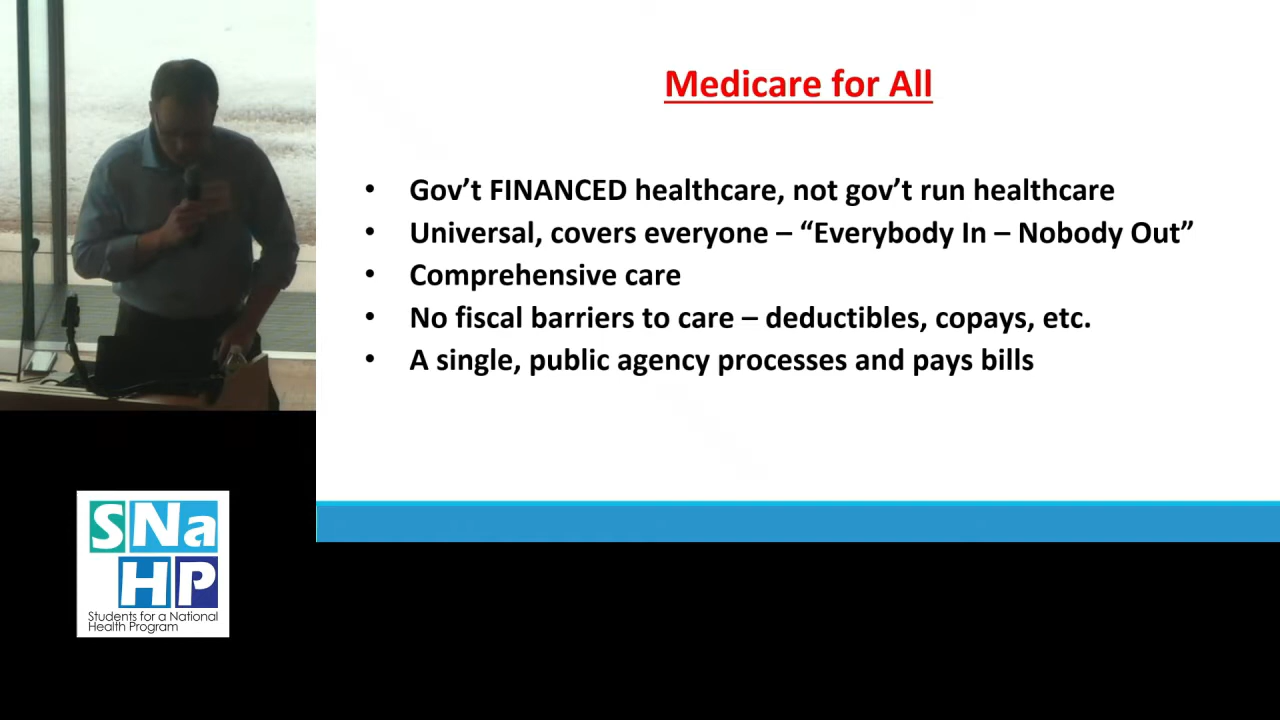 Medicare for All
• Gov’t FINANCED healthcare, not gov’t run healthcare
• Universal, covers everyone – “Everybody In – Nobody Out”
• Comprehensive care
• No fiscal barriers to care – deductibles, copays, etc.
• A single, public agency processes and pays bills
SNa
HP
Students for a National
Health Program